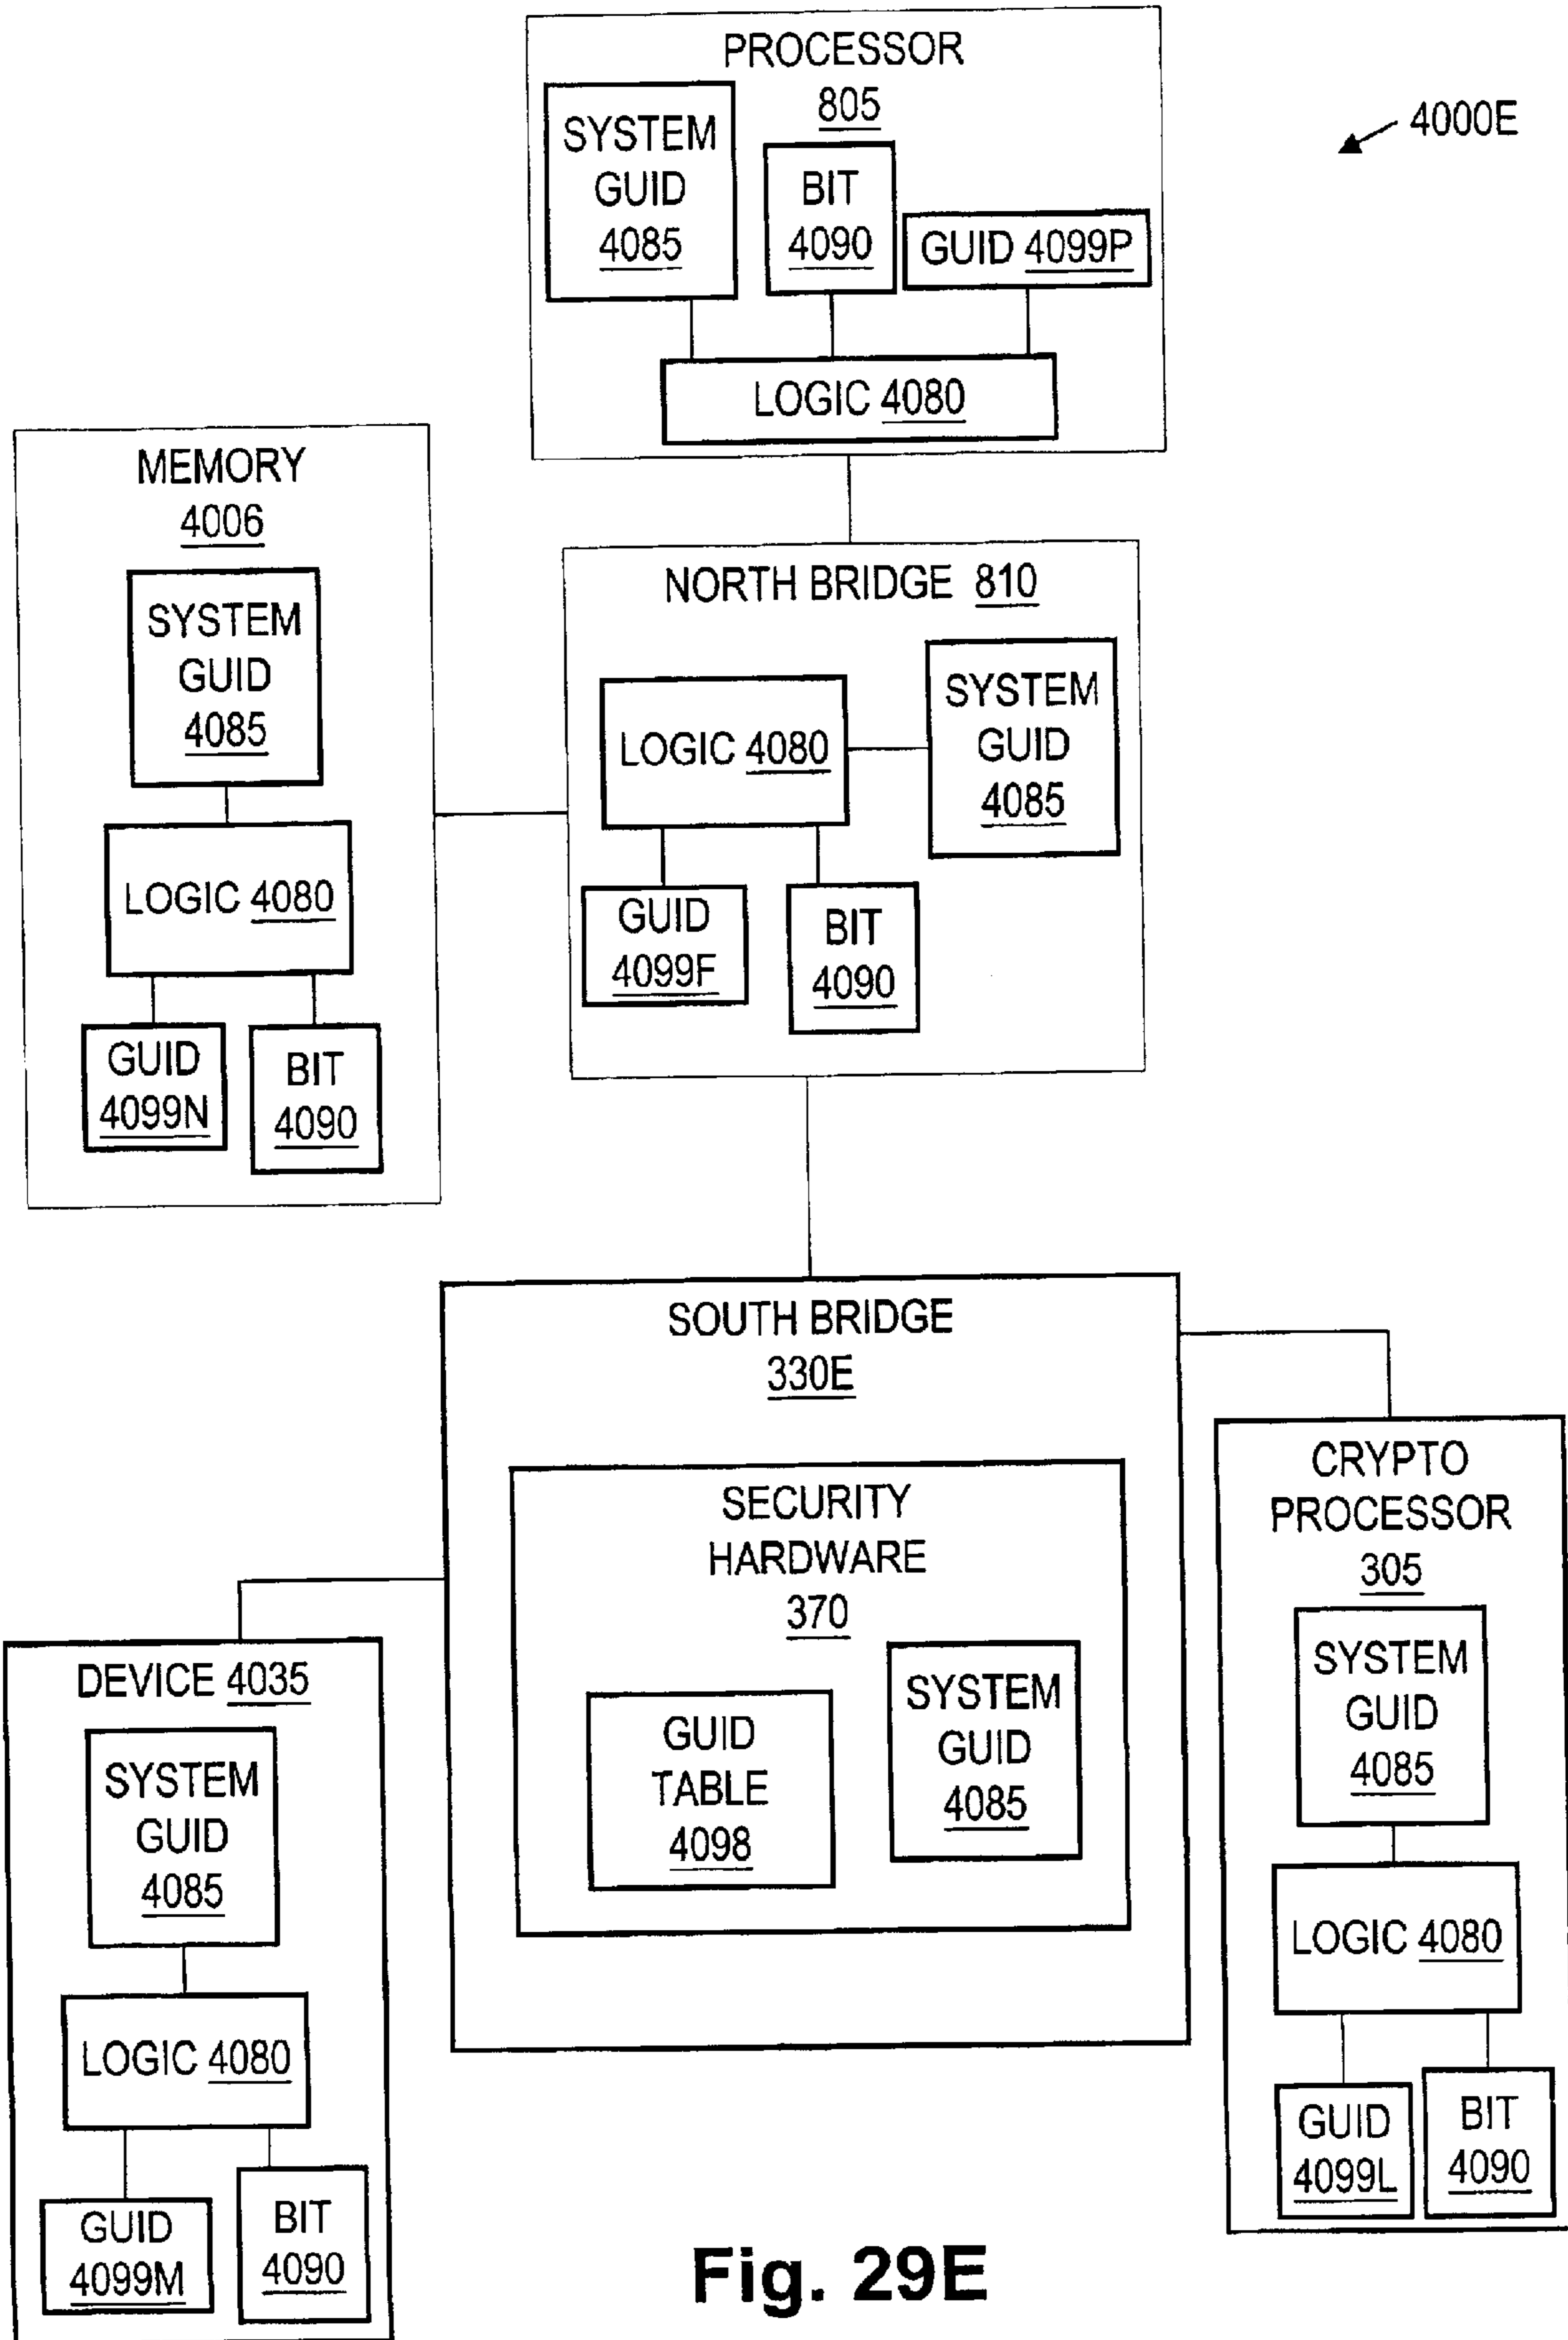 PROCESSOR
805
4000E
SYSTEM
GUID
4085
BIT
4090
GUID 4099P
LOGIC 4080
MEMORY
4006
SYSTEM
GUID
4085
LOGIC 4080
GUID
4099N
BIT
4090
NORTH BRIDGE 810
LOGIC 4080
SYSTEM
GUID
4085
GUID
4099F
BIT
4090
SOUTH BRIDGE
330E
SECURITY
HARDWARE
370
GUID
TABLE
4098
SYSTEM
GUID
4085
CRYPTO
PROCESSOR
305
SYSTEM
GUID
4085
LOGIC 4080
GUID
4099L
BIT
4090
DEVICE 4035
SYSTEM
GUID
4085
LOGIC 4080
GUID
4099M
BIT
4090
Fig. 29E